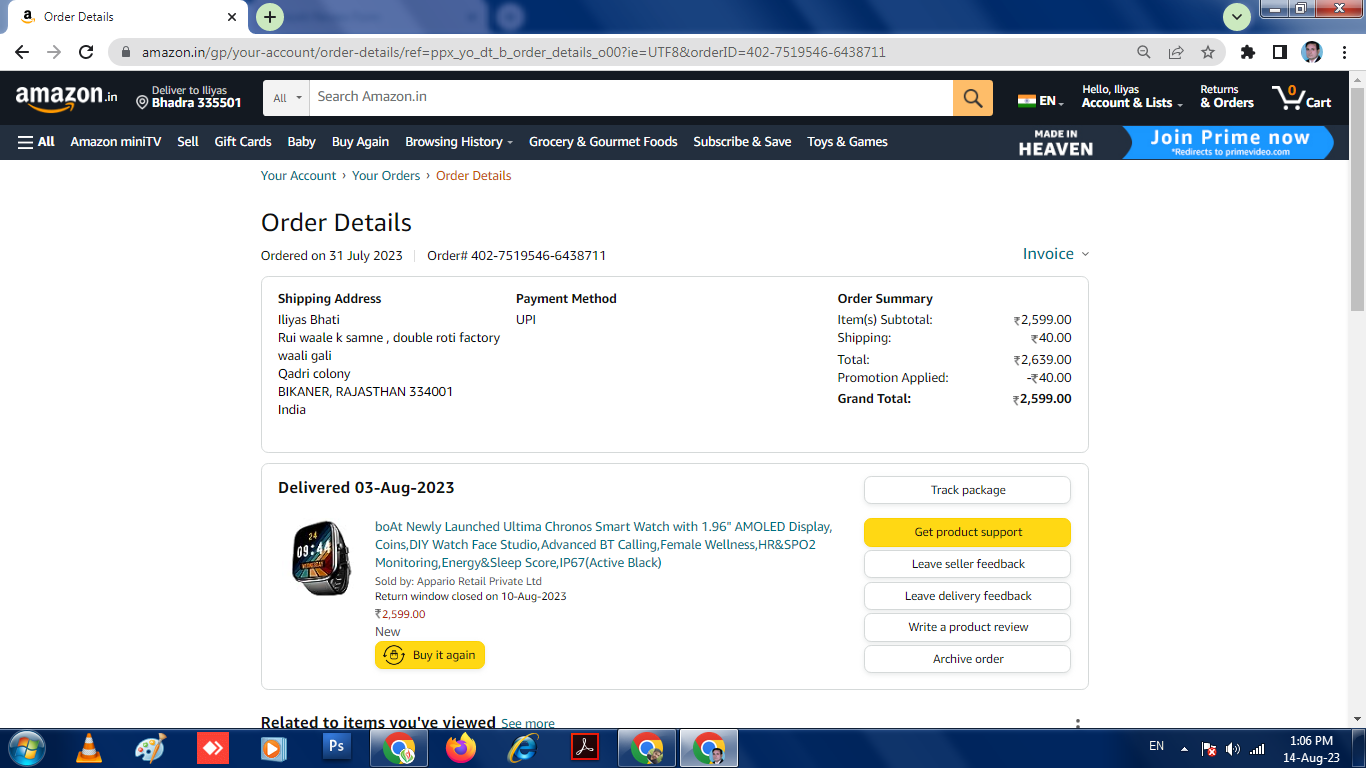 Order Details
amazon.in/gp/your-account/order-details/ref=ppx_yo_dt_b_order_details_o00?ie=UTF8&orderID=402-7519546-6438711
amazon.in
Deliver to Iliyas
Bhadra 335501
All
Search Amazon.in
EN
Hello, Iliyas
Account & Lists
Returns
& Orders
0
Cart
All
Amazon miniTV
Sell
Gift Cards
Baby
Buy Again
Browsing History
Grocery & Gourmet Foods
Subscribe & Save
Toys & Games
MADE IN
HEAVEN
Join Prime now
*Redirects to primevideo.com
Your Account › Your Orders › Order Details
Order Details
Ordered on 31 July 2023
Order# 402-7519546-6438711
Invoice
Shipping Address
Iliyas Bhati
Rui waale k samne , double roti factory
waali gali
Qadri colony
BIKANER, RAJASTHAN 334001
India
Payment Method
UPI
Order Summary
Item(s) Subtotal: ₹2,599.00
Shipping: ₹40.00
Total: ₹2,639.00
Promotion Applied: -₹40.00
Grand Total: ₹2,599.00
Delivered 03-Aug-2023
24
09:44
WEDNESDAY
boAt Newly Launched Ultima Chronos Smart Watch with 1.96" AMOLED Display,
Coins,DIY Watch Face Studio,Advanced BT Calling,Female Wellness,HR&SPO2
Monitoring,Energy&Sleep Score,IP67(Active Black)
Sold by: Appario Retail Private Ltd
Return window closed on 10-Aug-2023
₹2,599.00
New
Buy it again
Track package
Get product support
Leave seller feedback
Leave delivery feedback
Write a product review
Archive order
Related to items you've viewed See more
Ps
EN
1:06 PM
14-Aug-23